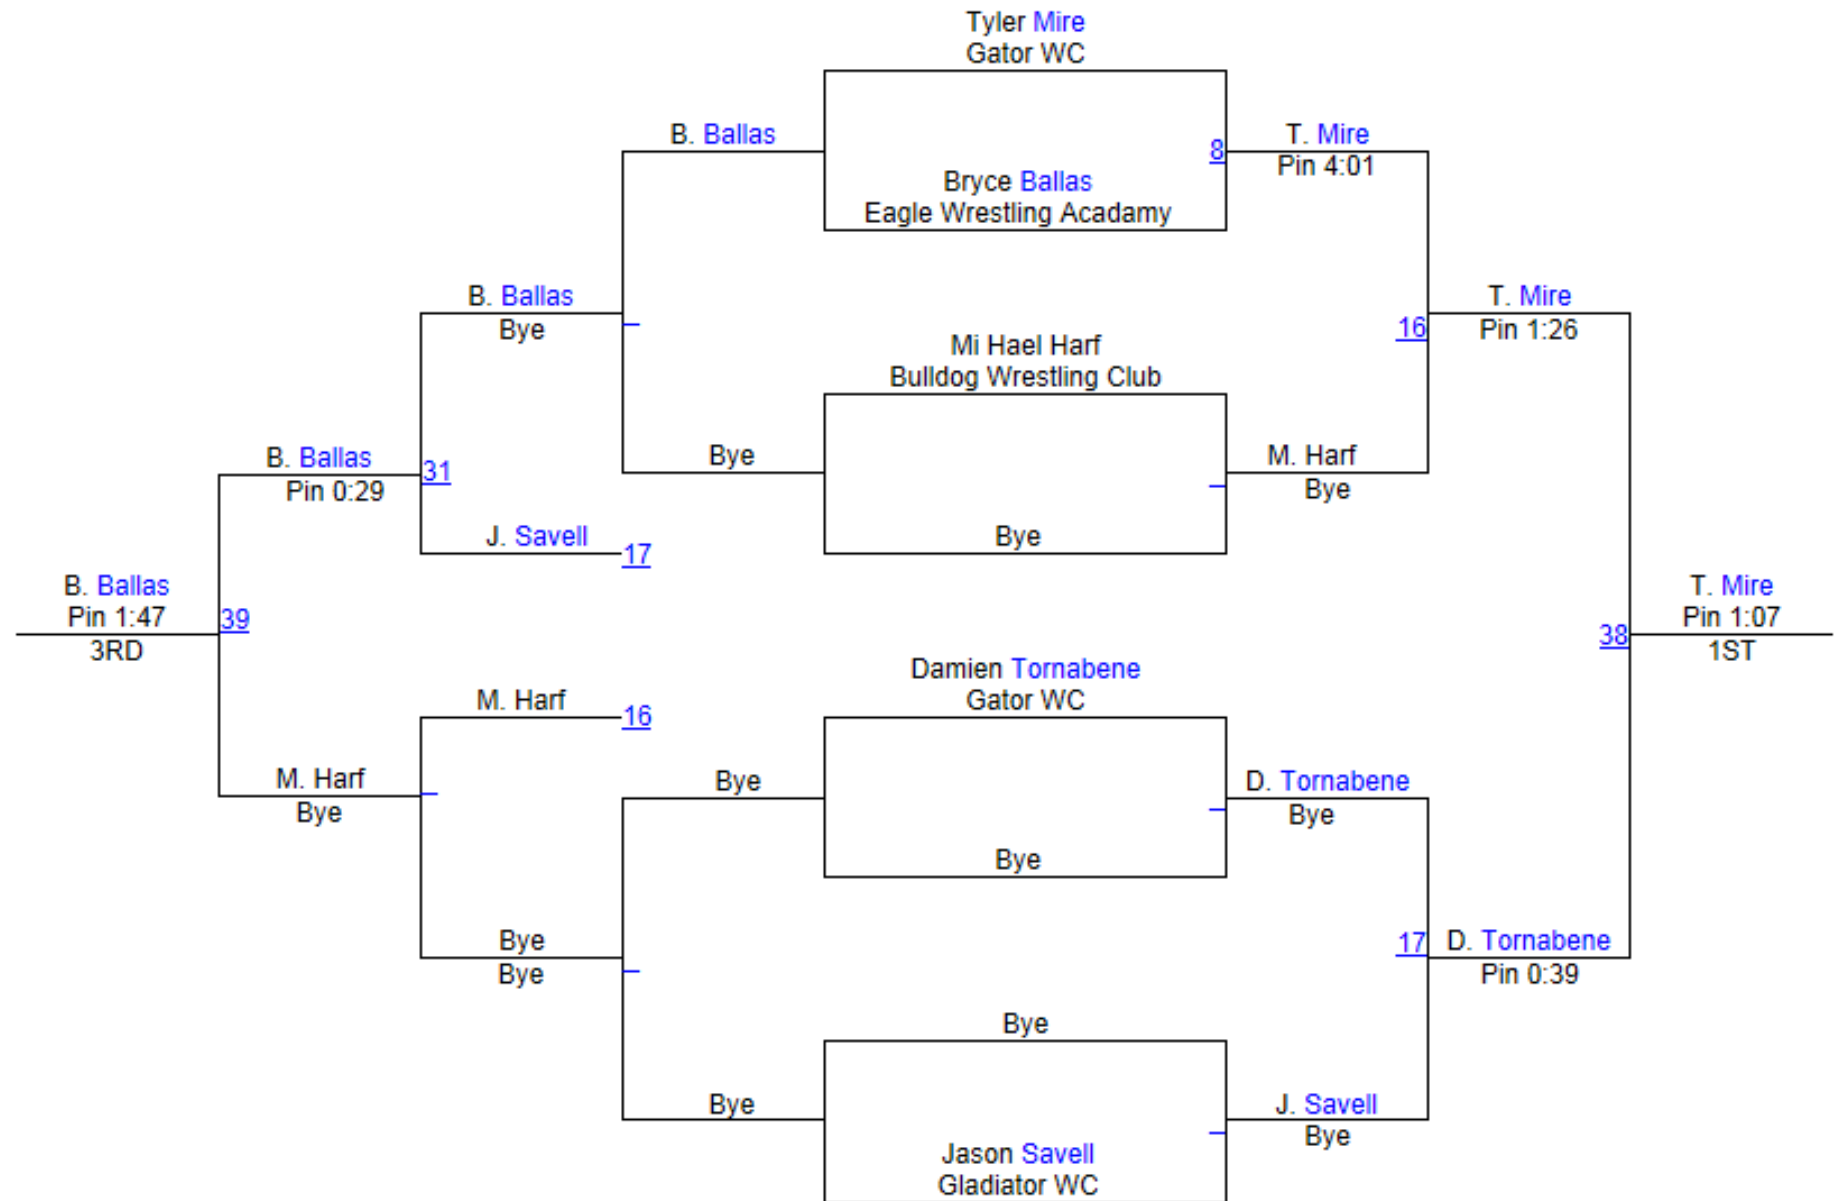 Tyler Mire
Gator WC
B. Ballas
8
T. Mire
Pin 4:01
Bryce Ballas
Eagle Wrestling Acadamy
B. Ballas
Bye
T. Mire
Pin 1:26
16
Mi Hael Harf
Bulldog Wrestling Club
B. Ballas
Pin 0:29
31
Bye
M. Harf
Bye
J. Savell
17
Bye
B. Ballas
Pin 1:47
3RD
39
T. Mire
Pin 1:07
1ST
38
Damien Tornabene
Gator WC
M. Harf
16
M. Harf
Bye
Bye
D. Tornabene
Bye
Bye
Bye
Bye
17
D. Tornabene
Pin 0:39
Bye
Bye
J. Savell
Bye
Jason Savell
Gladiator WC